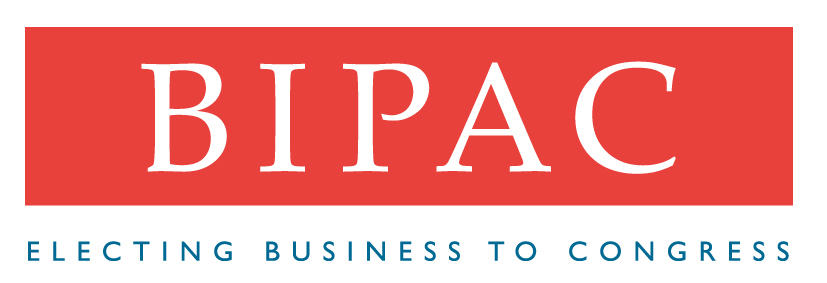 BIPAC
ELECTING BUSINESS TO CONGRESS